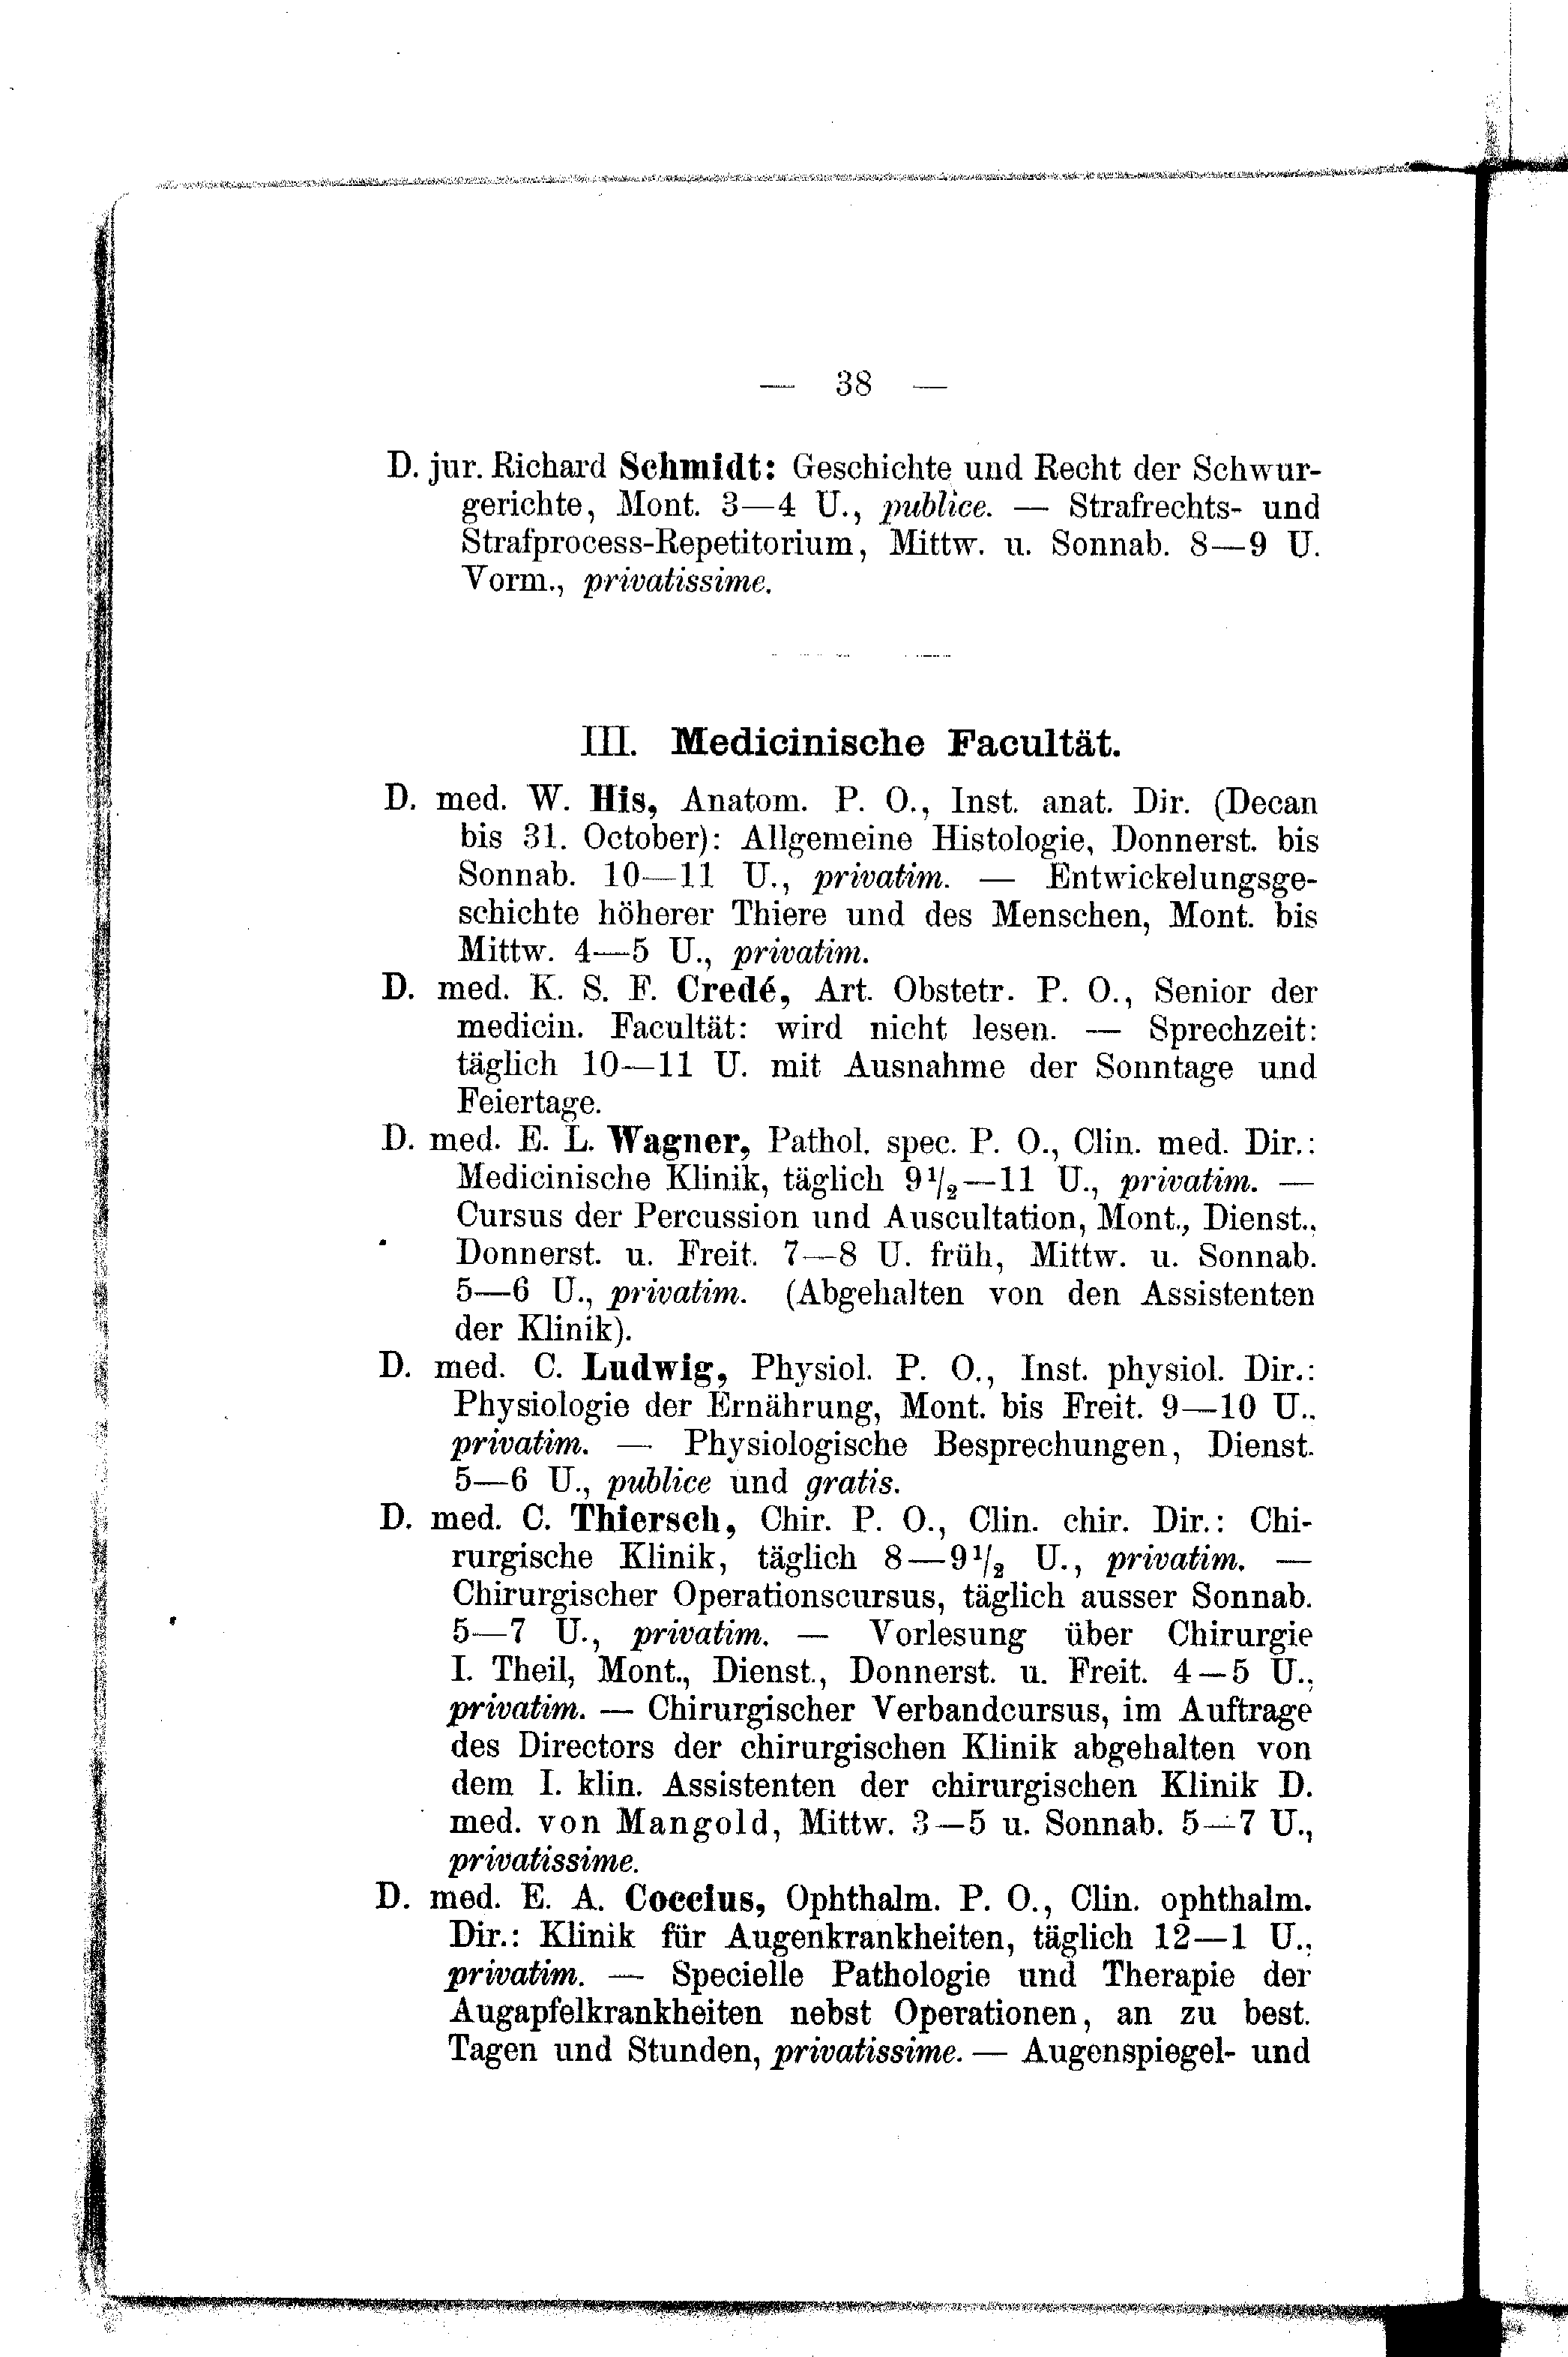 — 38 —
D. jur. Richard Schmidt: Geschichte und Recht der Schwur-
gerichte, Mont. 3—4 U., publice. — Strafrechts- und
Strafprocess-Repetitorium, Mittw. u. Sonnab. 8—9 U.
Vorm., privatissime.
III. Medicinische Facultät.
D. med. W. His, Anatom. P. O., Inst. anat. Dir. (Decan
bis 31. October): Allgemeine Histologie, Donnerst. bis
Sonnab. 10—11 U., privatim. — Entwickelungsge-
schichte höherer Thiere und des Menschen, Mont. bis
Mittw. 4—5 U., privatim.
D. med. K. S. F. Credé, Art. Obstetr. P. O., Senior der
medicin. Facultät: wird nicht lesen. — Sprechzeit:
täglich 10—11 U. mit Ausnahme der Sonntage und
Feiertage.
D. med. E. L. Wagner, Pathol. spec. P. O., Clin. med. Dir.:
Medicinische Klinik, täglich 9 1/2—11 U., privatim. —
Cursus der Percussion und Auscultation, Mont., Dienst.,
Donnerst. u. Freit. 7—8 U. früh, Mittw. u. Sonnab.
5—6 U., privatim. (Abgehalten von den Assistenten
der Klinik).
D. med. C. Ludwig, Physiol. P. O., Inst. physiol. Dir.:
Physiologie der Ernährung, Mont. bis Freit. 9—10 U.,
privatim. — Physiologische Besprechungen, Dienst.
5—6 U., publice und gratis.
D. med. C. Thiersch, Chir. P. O., Clin. chir. Dir.: Chi-
rurgische Klinik, täglich 8—9 1/2 U., privatim. —
Chirurgischer Operationscursus, täglich ausser Sonnab.
5—7 U., privatim. — Vorlesung über Chirurgie
I. Theil, Mont., Dienst., Donnerst. u. Freit. 4—5 U.,
privatim. — Chirurgischer Verbandcursus, im Auftrage
des Directors der chirurgischen Klinik abgehalten von
dem I. klin. Assistenten der chirurgischen Klinik D.
med. von Mangold, Mittw. 3—5 u. Sonnab. 5—7 U.,
privatissime.
D. med. E. A. Coccius, Ophthalm. P. O., Clin. ophthalm.
Dir.: Klinik für Augenkrankheiten, täglich 12—1 U.,
privatim. — Specielle Pathologie und Therapie der
Augapfelkrankheiten nebst Operationen, an zu best.
Tagen und Stunden, privatissime. — Augenspiegel- und